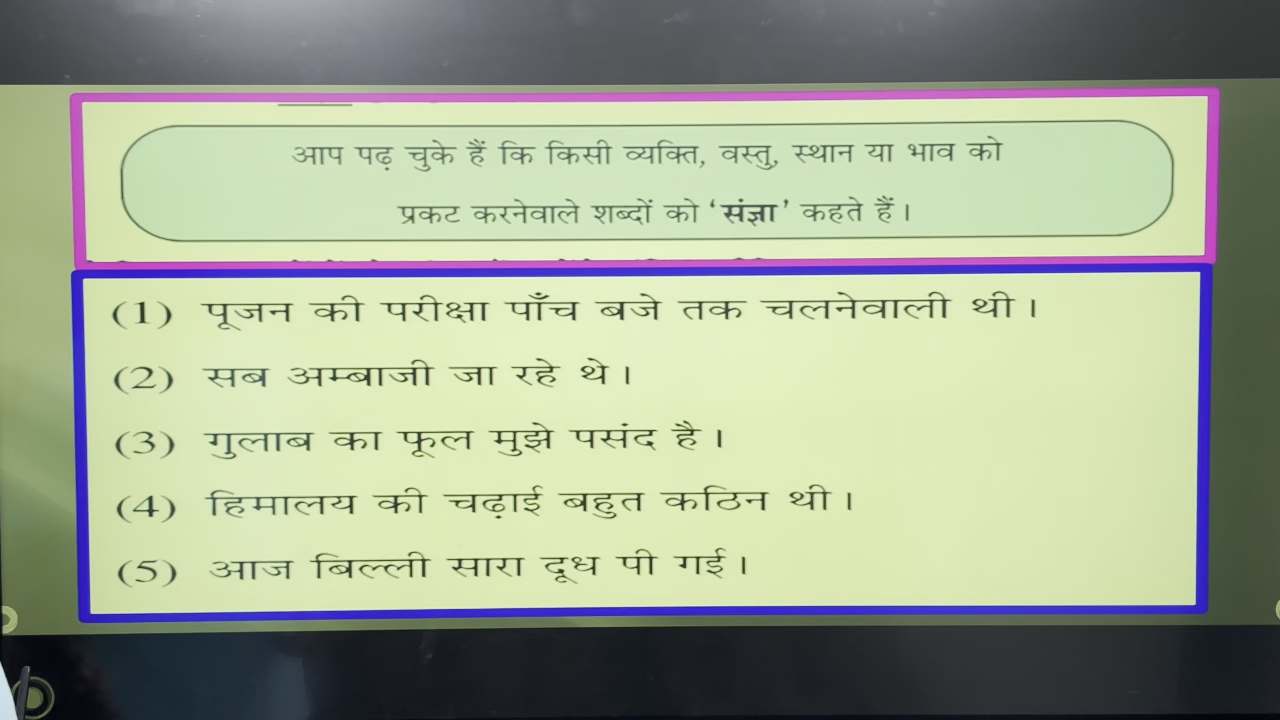 आप पढ़ चुके हैं कि किसी व्यक्ति, वस्तु, स्थान या भाव को
प्रकट करनेवाले शब्दों को ‘संज्ञा’ कहते हैं।
(1) पूजन की परीक्षा पाँच बजे तक चलनेवाली थी।
(2) सब अम्बाजी जा रहे थे।
(3) गुलाब का फूल मुझे पसंद है।
(4) हिमालय की चढ़ाई बहुत कठिन थी।
(5) आज बिल्ली सारा दूध पी गई।